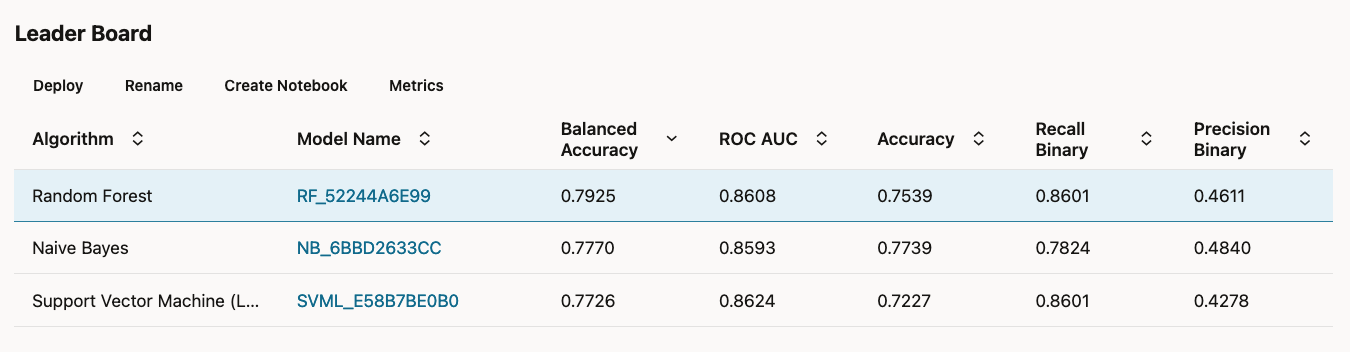 Leader Board
Deploy Rename Create Notebook Metrics
Algorithm Model Name Balanced Accuracy ROC AUC Accuracy Recall Binary Precision Binary
Random Forest RF_52244A6E99 0.7925 0.8608 0.7539 0.8601 0.4611
Naive Bayes NB_6BBD2633CC 0.7770 0.8593 0.7739 0.7824 0.4840
Support Vector Machine (L... SVML_E58B7BE0B0 0.7726 0.8624 0.7227 0.8601 0.4278